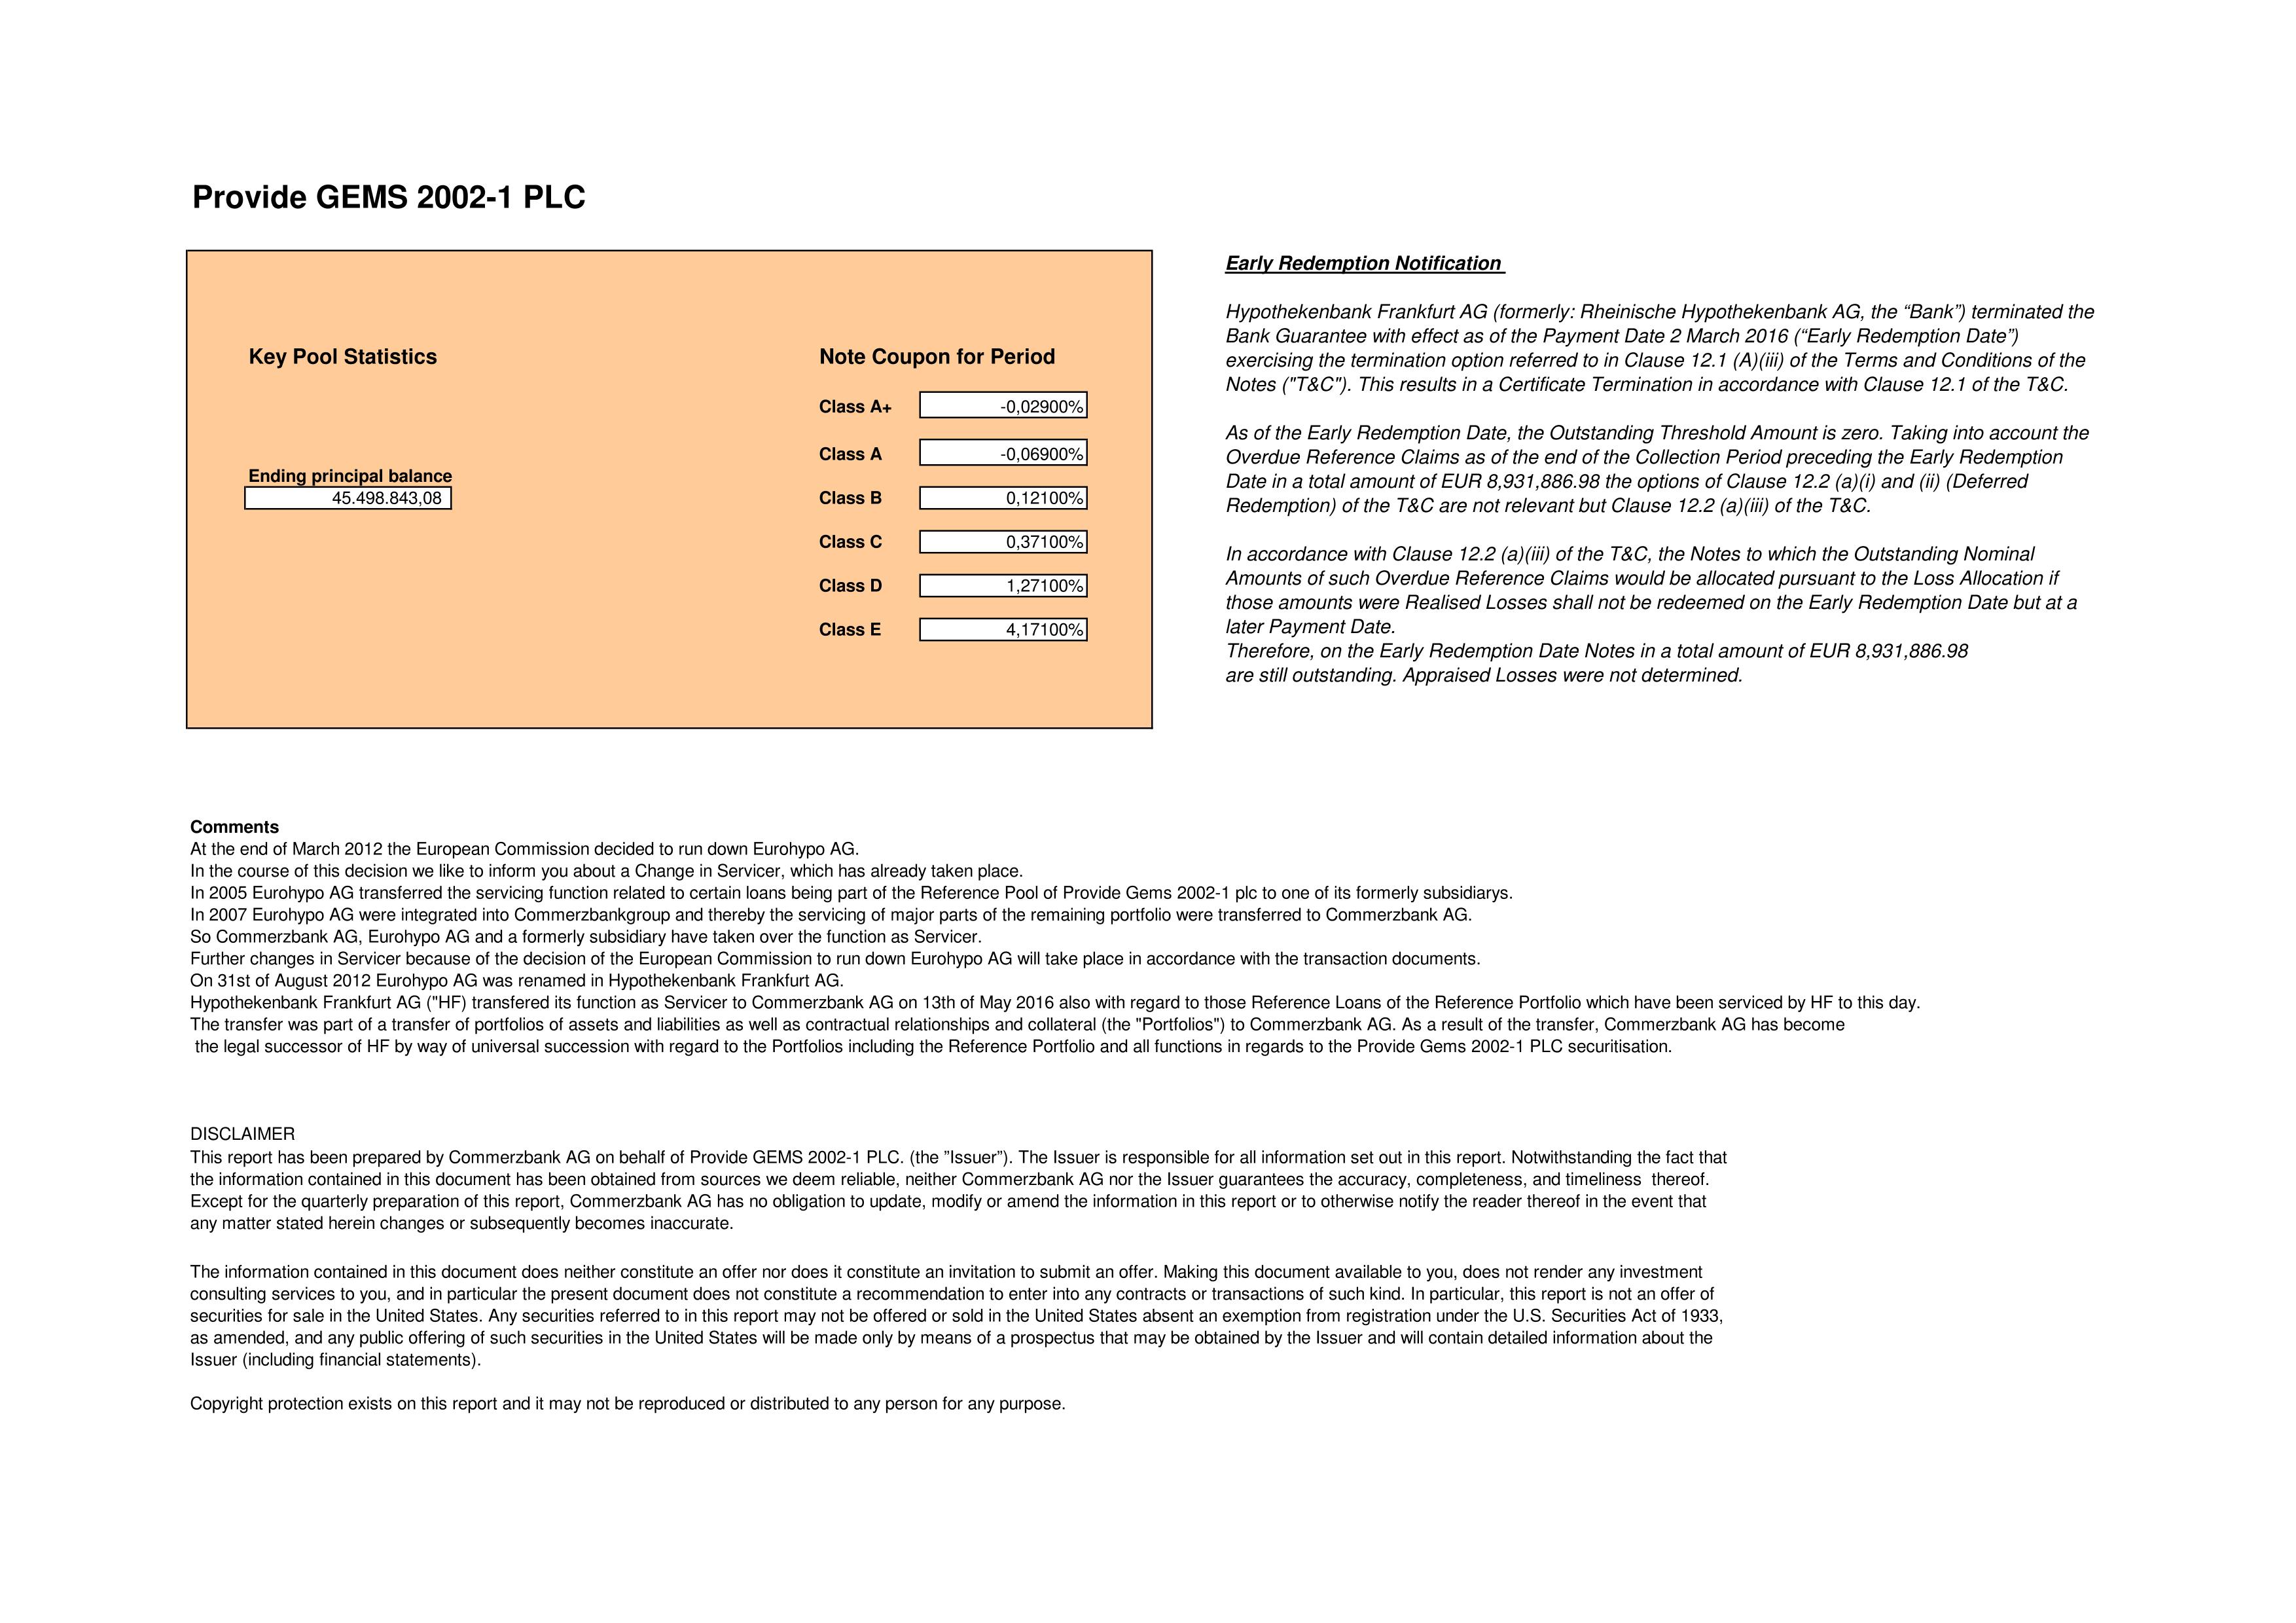 Provide GEMS 2002-1 PLC
Key Pool Statistics
Ending principal balance
45.498.843,08
Note Coupon for Period
Class A+ -0,02900%
Class A -0,06900%
Class B 0,12100%
Class C 0,37100%
Class D 1,27100%
Class E 4,17100%
Early Redemption Notification
Hypothekenbank Frankfurt AG (formerly: Rheinische Hypothekenbank AG, the “Bank”) terminated the
Bank Guarantee with effect as of the Payment Date 2 March 2016 (“Early Redemption Date”)
exercising the termination option referred to in Clause 12.1 (A)(iii) of the Terms and Conditions of the
Notes ("T&C"). This results in a Certificate Termination in accordance with Clause 12.1 of the T&C.
As of the Early Redemption Date, the Outstanding Threshold Amount is zero. Taking into account the
Overdue Reference Claims as of the end of the Collection Period preceding the Early Redemption
Date in a total amount of EUR 8,931,886.98 the options of Clause 12.2 (a)(i) and (ii) (Deferred
Redemption) of the T&C are not relevant but Clause 12.2 (a)(iii) of the T&C.
In accordance with Clause 12.2 (a)(iii) of the T&C, the Notes to which the Outstanding Nominal
Amounts of such Overdue Reference Claims would be allocated pursuant to the Loss Allocation if
those amounts were Realised Losses shall not be redeemed on the Early Redemption Date but at a
later Payment Date.
Therefore, on the Early Redemption Date Notes in a total amount of EUR 8,931,886.98
are still outstanding. Appraised Losses were not determined.
Comments
At the end of March 2012 the European Commission decided to run down Eurohypo AG.
In the course of this decision we like to inform you about a Change in Servicer, which has already taken place.
In 2005 Eurohypo AG transferred the servicing function related to certain loans being part of the Reference Pool of Provide Gems 2002-1 plc to one of its formerly subsidiarys.
In 2007 Eurohypo AG were integrated into Commerzbankgroup and thereby the servicing of major parts of the remaining portfolio were transferred to Commerzbank AG.
So Commerzbank AG, Eurohypo AG and a formerly subsidiary have taken over the function as Servicer.
Further changes in Servicer because of the decision of the European Commission to run down Eurohypo AG will take place in accordance with the transaction documents.
On 31st of August 2012 Eurohypo AG was renamed in Hypothekenbank Frankfurt AG.
Hypothekenbank Frankfurt AG ("HF) transfered its function as Servicer to Commerzbank AG on 13th of May 2016 also with regard to those Reference Loans of the Reference Portfolio which have been serviced by HF to this day.
The transfer was part of a transfer of portfolios of assets and liabilities as well as contractual relationships and collateral (the "Portfolios") to Commerzbank AG. As a result of the transfer, Commerzbank AG has become
the legal successor of HF by way of universal succession with regard to the Portfolios including the Reference Portfolio and all functions in regards to the Provide Gems 2002-1 PLC securitisation.
DISCLAIMER
This report has been prepared by Commerzbank AG on behalf of Provide GEMS 2002-1 PLC. (the ”Issuer”). The Issuer is responsible for all information set out in this report. Notwithstanding the fact that
the information contained in this document has been obtained from sources we deem reliable, neither Commerzbank AG nor the Issuer guarantees the accuracy, completeness, and timeliness thereof.
Except for the quarterly preparation of this report, Commerzbank AG has no obligation to update, modify or amend the information in this report or to otherwise notify the reader thereof in the event that
any matter stated herein changes or subsequently becomes inaccurate.
The information contained in this document does neither constitute an offer nor does it constitute an invitation to submit an offer. Making this document available to you, does not render any investment
consulting services to you, and in particular the present document does not constitute a recommendation to enter into any contracts or transactions of such kind. In particular, this report is not an offer of
securities for sale in the United States. Any securities referred to in this report may not be offered or sold in the United States absent an exemption from registration under the U.S. Securities Act of 1933,
as amended, and any public offering of such securities in the United States will be made only by means of a prospectus that may be obtained by the Issuer and will contain detailed information about the
Issuer (including financial statements).
Copyright protection exists on this report and it may not be reproduced or distributed to any person for any purpose.